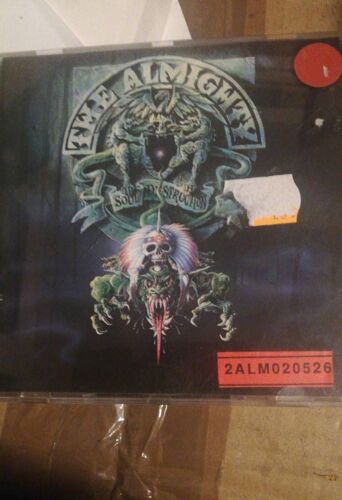 THE ALMIGHTY
SOUL DESTRUCTION
2ALM020526